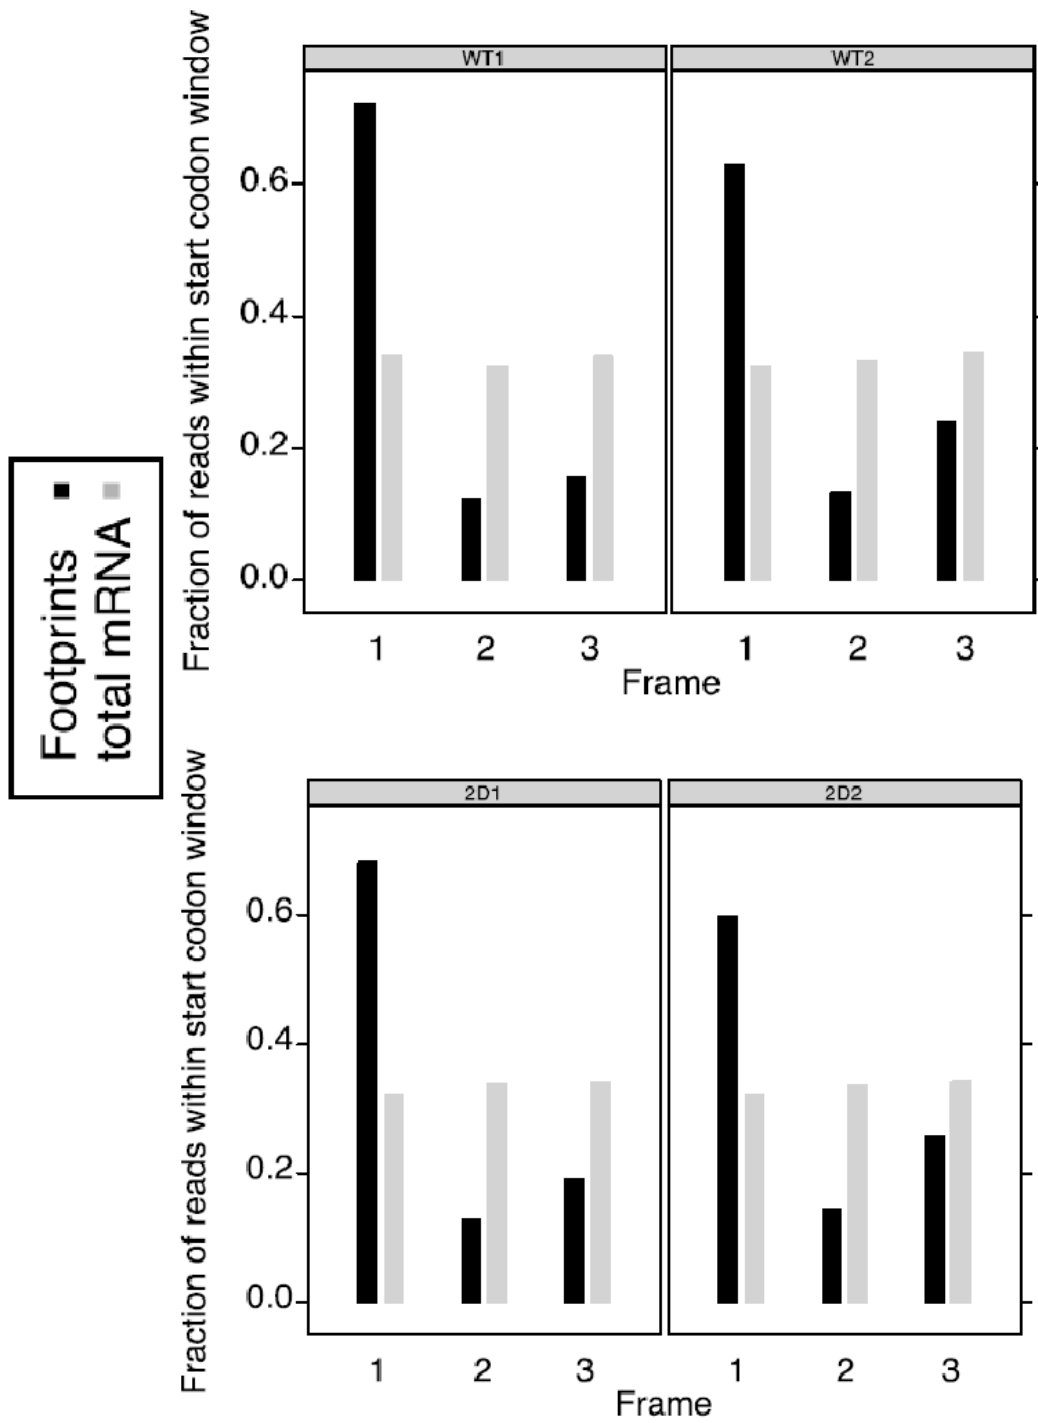 Footprints
total mRNA
Fraction of reads within start codon window
WT1
WT2
0.6
0.4
0.2
0.0
1
2
3
1
2
3
Frame
Fraction of reads within start codon window
2D1
2D2
0.6
0.4
0.2
0.0
1
2
3
1
2
3
Frame